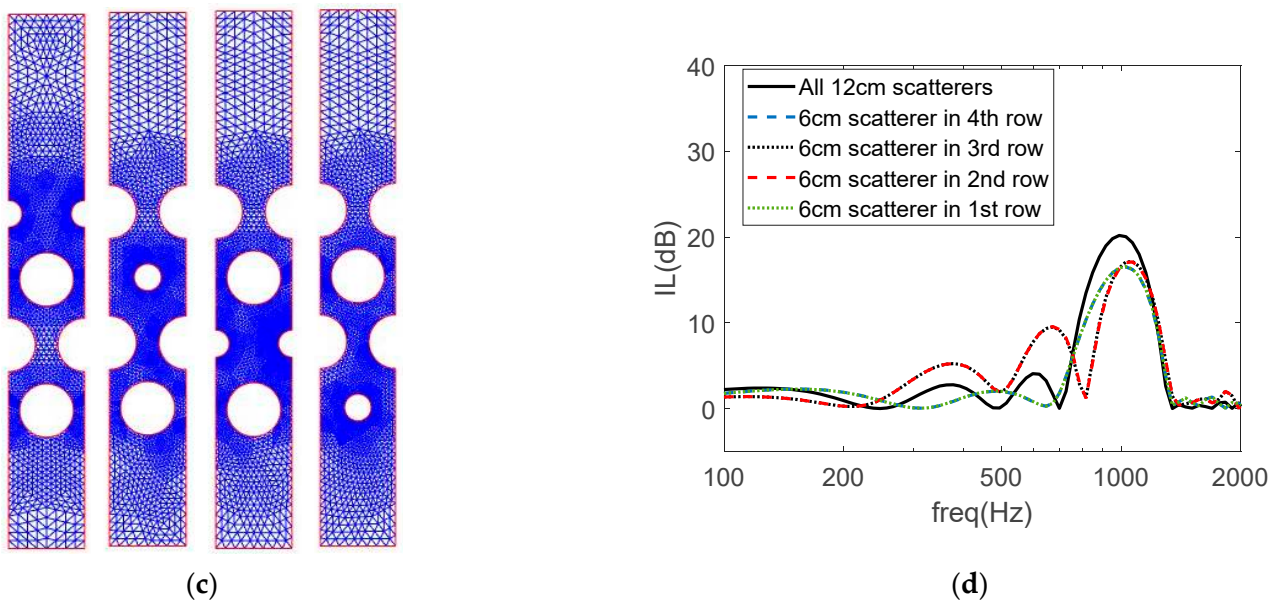 40
30
20
10
0
IL(dB)
All 12cm scatterers
6cm scatterer in 4th row
6cm scatterer in 3rd row
6cm scatterer in 2nd row
6cm scatterer in 1st row
100 200 500 1000 2000
freq(Hz)
(c) (d)